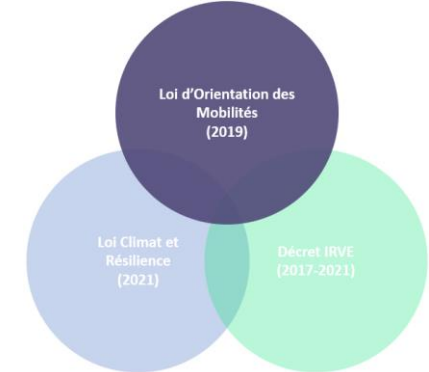 Loi d'Orientation des
Mobilités
(2019)
Loi Climat et
Résilience
(2021)
Décret IRVE
(2017-2021)